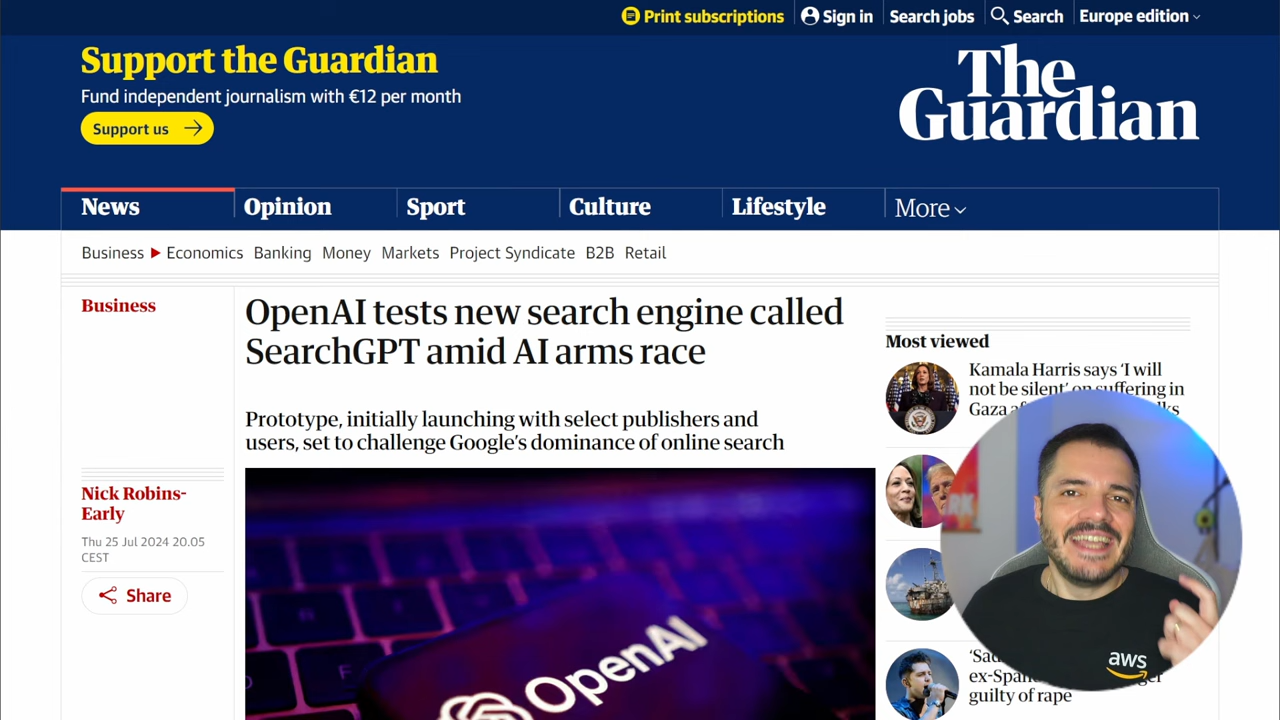 Print subscriptions
Sign in
Search jobs
Search
Europe edition
Support the Guardian
Fund independent journalism with €12 per month
Support us
The
Guardian
News
Opinion
Sport
Culture
Lifestyle
More
Business
Economics
Banking
Money
Markets
Project Syndicate
B2B
Retail
Business
OpenAI tests new search engine called
SearchGPT amid AI arms race
Prototype, initially launching with select publishers and
users, set to challenge Google's dominance of online search
Nick Robins-
Early
Thu 25 Jul 2024 20.05
CEST
Share
OpenAI
Most viewed
Kamala Harris says ‘I will
not be silent’ on suffering in
Gaza
guilty of rape
aws